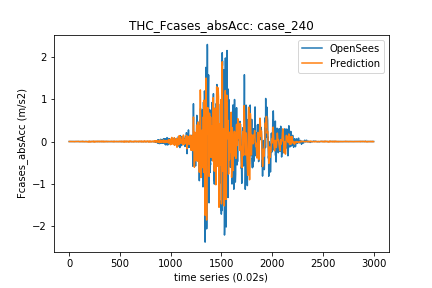 THC_Fcases_absAcc: case_240
OpenSees
Prediction
Fcases_absAcc (m/s2)
2
1
0
−1
−2
0 500 1000 1500 2000 2500 3000
time series (0.02s)